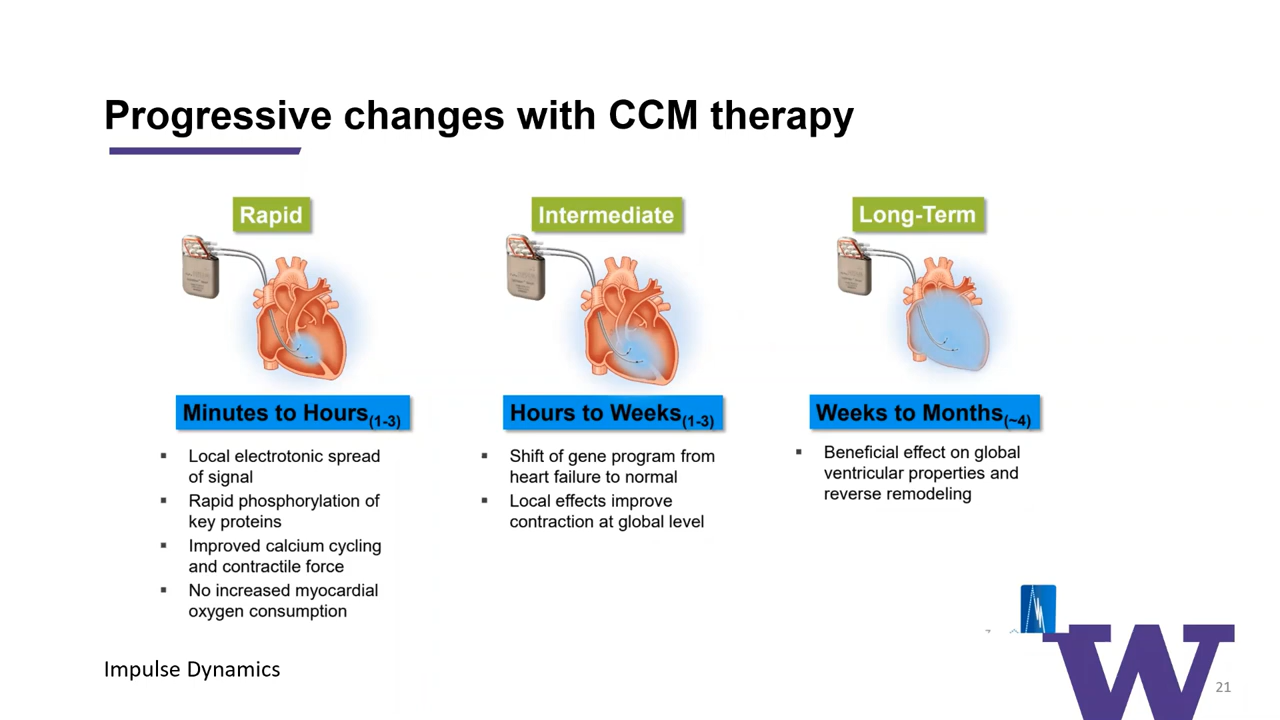 Progressive changes with CCM therapy
Rapid
Minutes to Hours(1-3)
▪ Local electrotonic spread
of signal
▪ Rapid phosphorylation of
key proteins
▪ Improved calcium cycling
and contractile force
▪ No increased myocardial
oxygen consumption
Intermediate
Hours to Weeks(1-3)
▪ Shift of gene program from
heart failure to normal
▪ Local effects improve
contraction at global level
Long-Term
Weeks to Months(~4)
▪ Beneficial effect on global
ventricular properties and
reverse remodeling
Impulse Dynamics
W
21